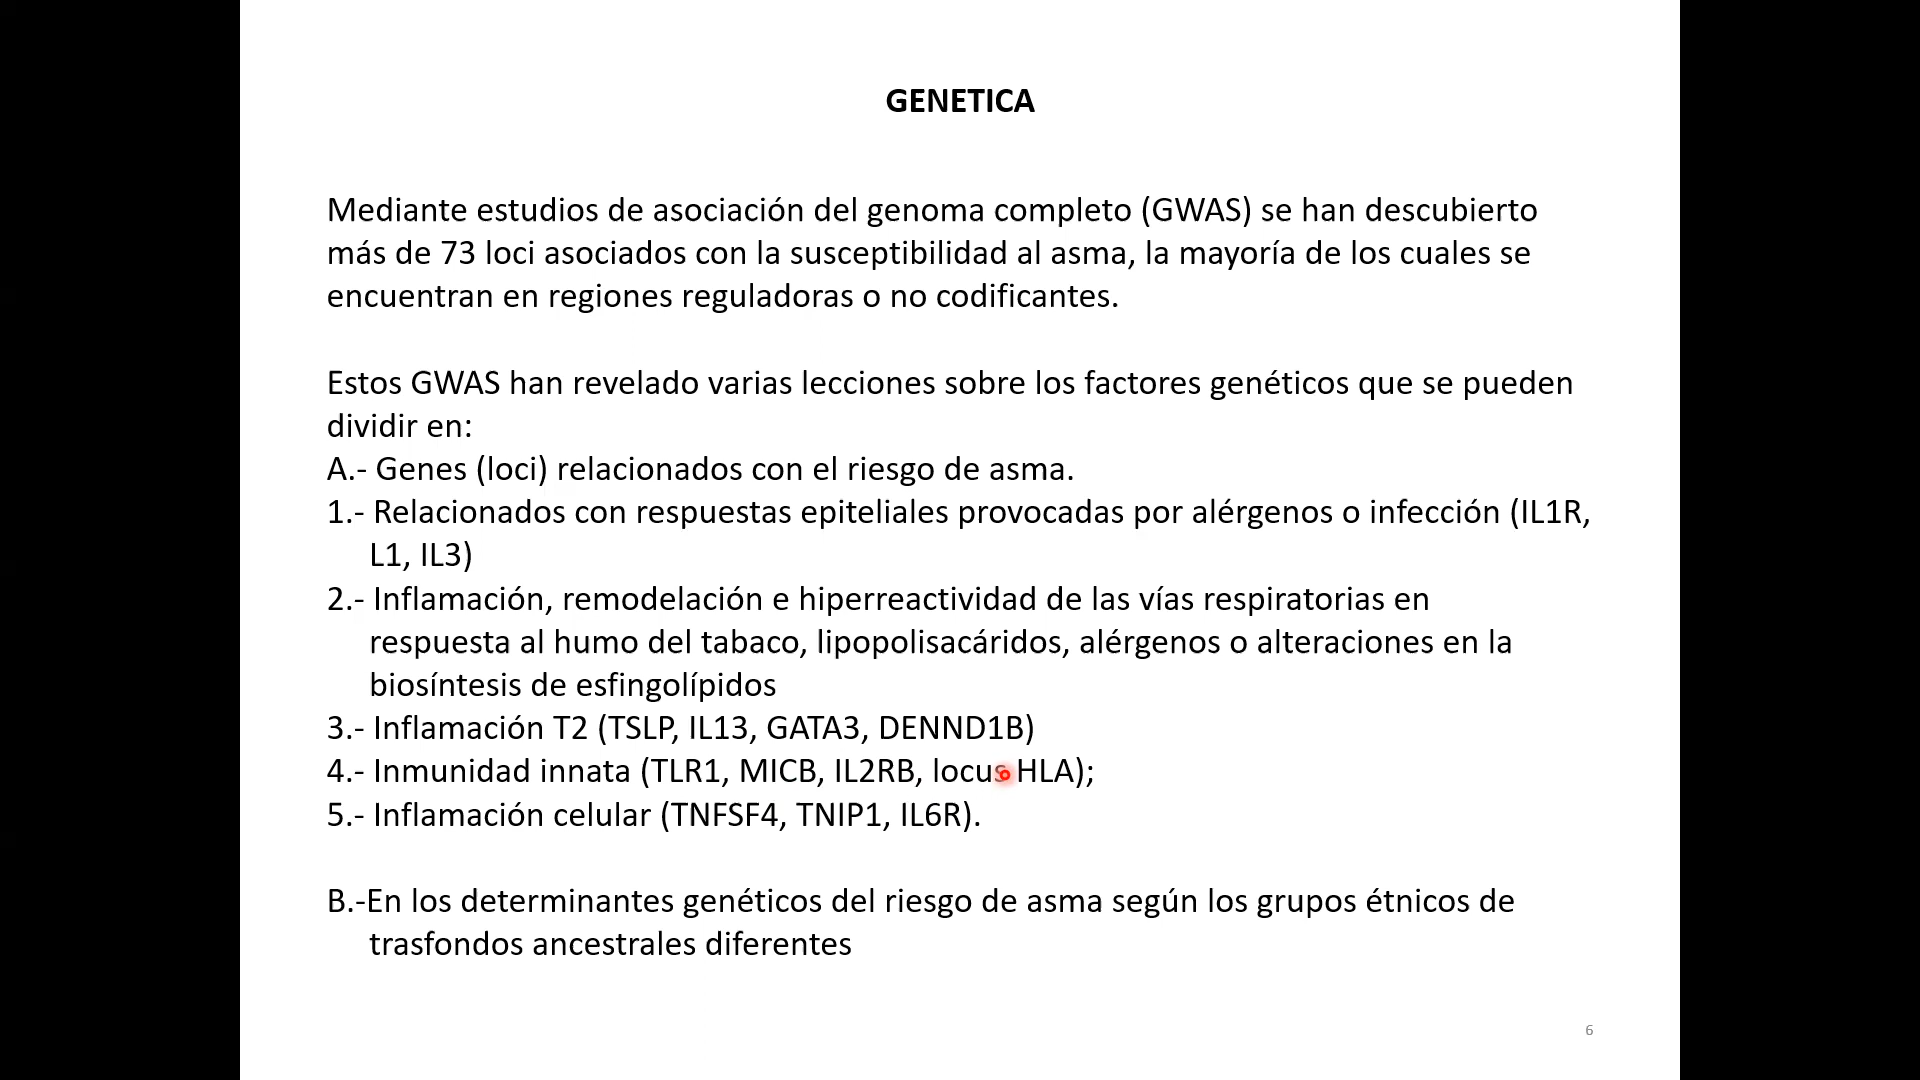 GENETICA
Mediante estudios de asociación del genoma completo (GWAS) se han descubierto
más de 73 loci asociados con la susceptibilidad al asma, la mayoría de los cuales se
encuentran en regiones reguladoras o no codificantes.
Estos GWAS han revelado varias lecciones sobre los factores genéticos que se pueden
dividir en:
A.- Genes (loci) relacionados con el riesgo de asma.
1.- Relacionados con respuestas epiteliales provocadas por alérgenos o infección (IL1R,
L1, IL3)
2.- Inflamación, remodelación e hiperreactividad de las vías respiratorias en
respuesta al humo del tabaco, lipopolisacáridos, alérgenos o alteraciones en la
biosíntesis de esfingolípidos
3.- Inflamación T2 (TSLP, IL13, GATA3, DENND1B)
4.- Inmunidad innata (TLR1, MICB, IL2RB, locus HLA);
5.- Inflamación celular (TNFSF4, TNIP1, IL6R).
B.-En los determinantes genéticos del riesgo de asma según los grupos étnicos de
trasfondos ancestrales diferentes
6